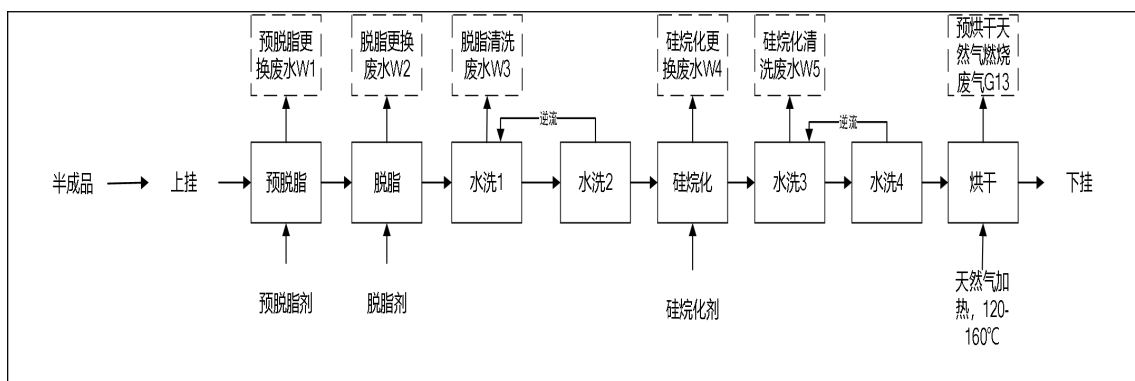 预脱脂更
换废水W1
脱脂更换
废水W2
脱脂清洗
废水W3
硅烷化更
换废水W4
硅烷化清
洗废水W5
预烘干天
然气燃烧
废气G13
逆流
逆流
半成品
上挂
预脱脂
脱脂
水洗1
水洗2
硅烷化
水洗3
水洗4
烘干
下挂
预脱脂剂
脱脂剂
硅烷化剂
天然气加
热，120-
160℃